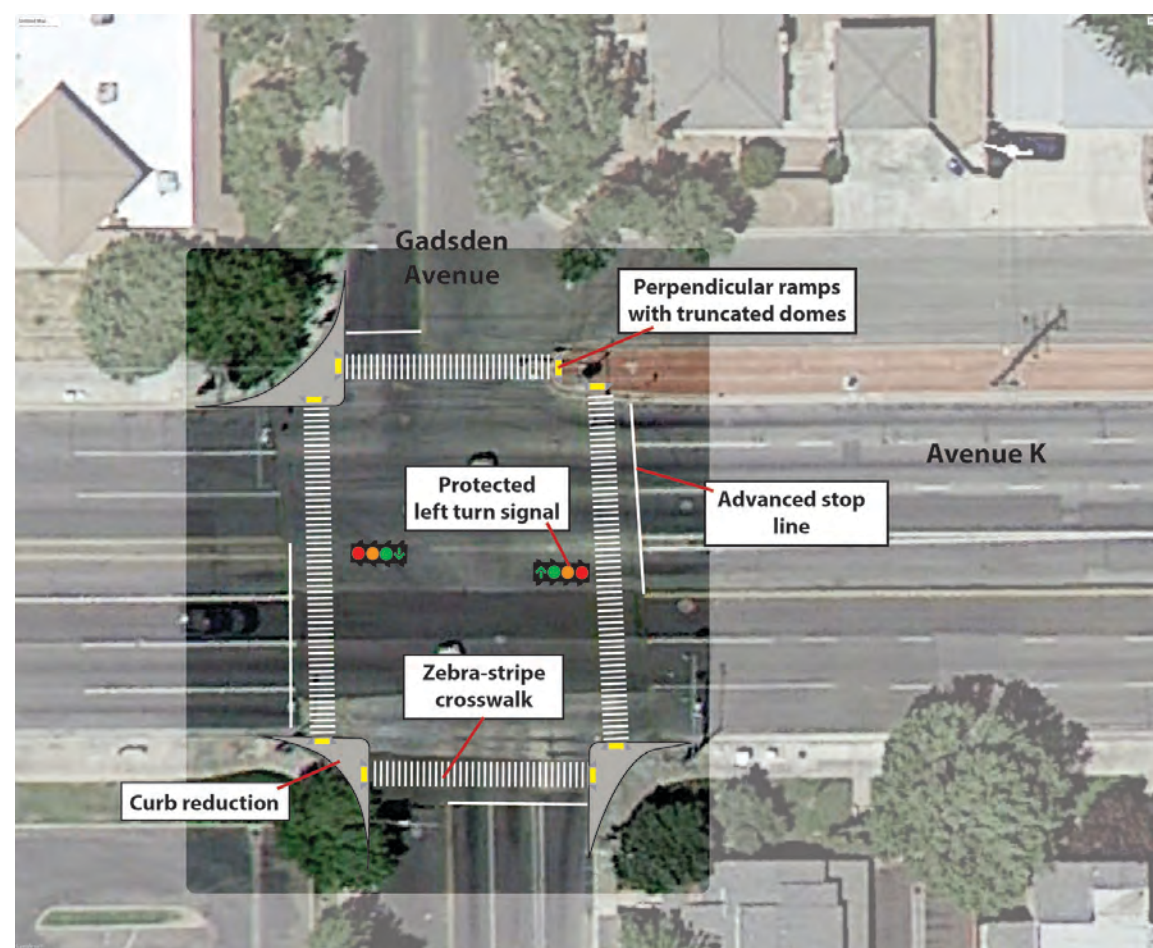 Gadsden
Avenue
Perpendicular ramps
with truncated domes
Avenue K
Protected
left turn signal
Advanced stop
line
Zebra-stripe
crosswalk
Curb reduction